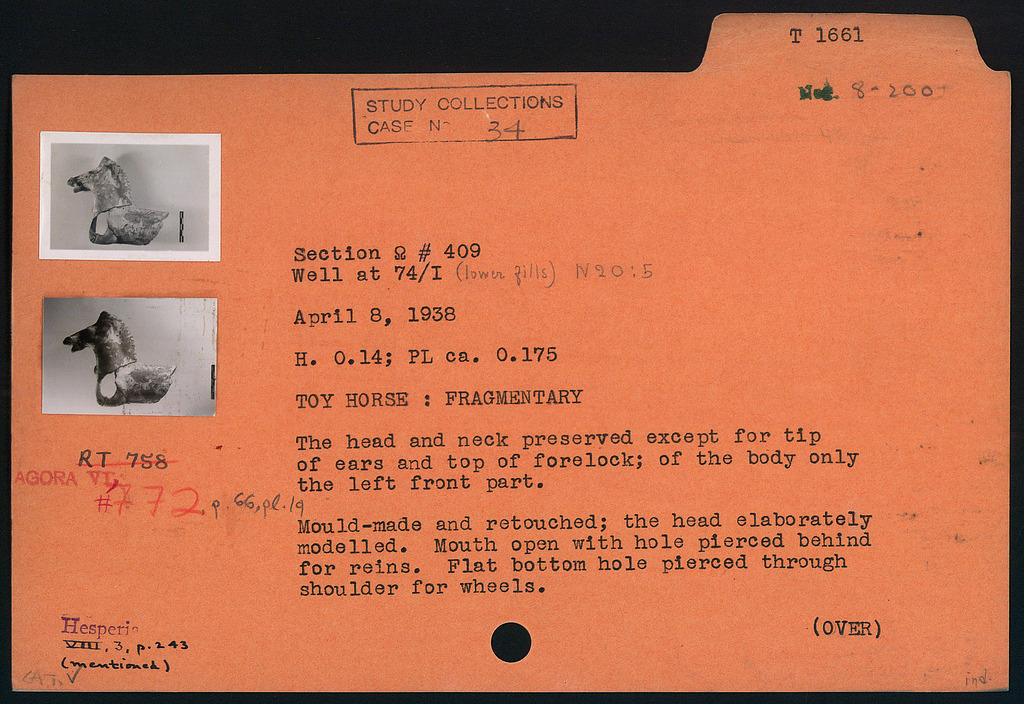 T 1661
8-200
STUDY COLLECTIONS
CASE No 34
Section Ω # 409
Well at 74/I (lower fills) N20:5
April 8, 1938
H. 0.14; PL ca. 0.175
TOY HORSE : FRAGMENTARY
The head and neck preserved except for tip
of ears and top of forelock; of the body only
the left front part.
Mould-made and retouched; the head elaborately
modelled. Mouth open with hole pierced behind
for reins. Flat bottom hole pierced through
shoulder for wheels.
(OVER)
RT 758
AGORA VI,
#772 p. 66, pl. 19
Hesperia
VIII, 3, p. 243
(mentioned)
CAT. √
ind.